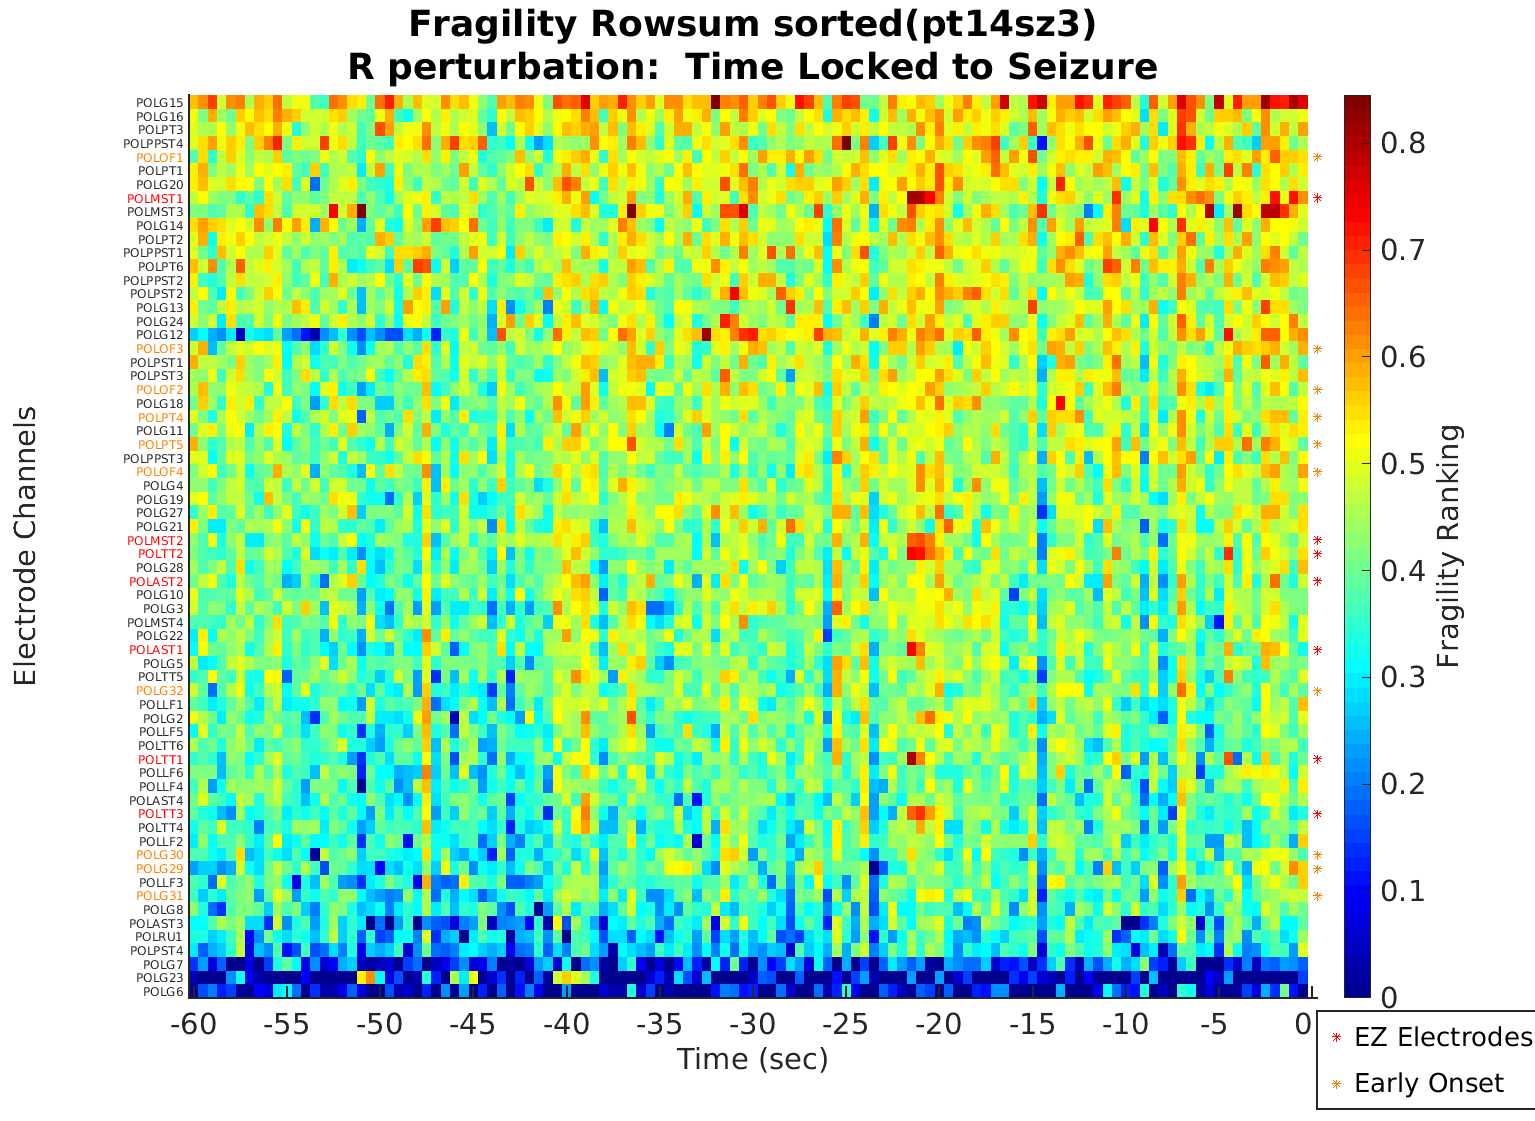 Fragility Rowsum sorted(pt14sz3)
R perturbation:  Time Locked to Seizure
Electrode Channels
POLG15
POLG16
POLPT3
POLPPST4
POLOF1
POLPT1
POLG20
POLMST1
POLMST3
POLG14
POLPT2
POLPPST1
POLPT6
POLPPST2
POLPST2
POLG13
POLG24
POLG12
POLOF3
POLPST1
POLPST3
POLOF2
POLG18
POLPT4
POLG11
POLPT5
POLPPST3
POLOF4
POLG4
POLG19
POLG27
POLG21
POLMST2
POLTT2
POLG28
POLAST2
POLG10
POLG3
POLMST4
POLG22
POLAST1
POLG5
POLTT5
POLG32
POLLF1
POLG2
POLLF5
POLTT6
POLTT1
POLLF6
POLLF4
POLAST4
POLTT3
POLTT4
POLLF2
POLG30
POLG29
POLLF3
POLG31
POLG8
POLAST3
POLRU1
POLPST4
POLG7
POLG23
POLG6
-60 -55 -50 -45 -40 -35 -30 -25 -20 -15 -10 -5 0
Time (sec)
0.8
0.7
0.6
0.5
0.4
0.3
0.2
0.1
0
Fragility Ranking
EZ Electrodes
Early Onset